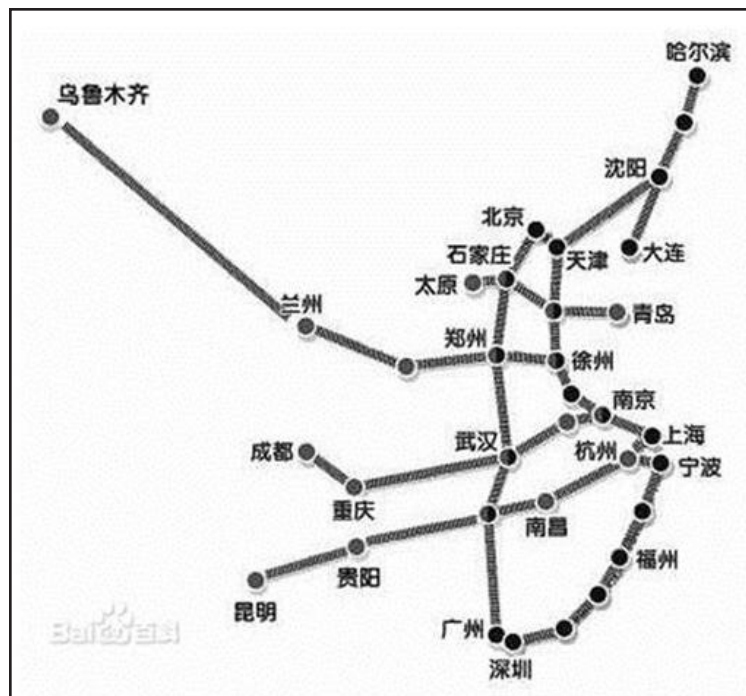 哈尔滨
乌鲁木齐
沈阳
北京
天津
大连
石家庄
太原
兰州
青岛
郑州
徐州
南京
武汉
上海
成都
杭州
宁波
重庆
南昌
福州
贵阳
昆明
广州
深圳
Baidu百科